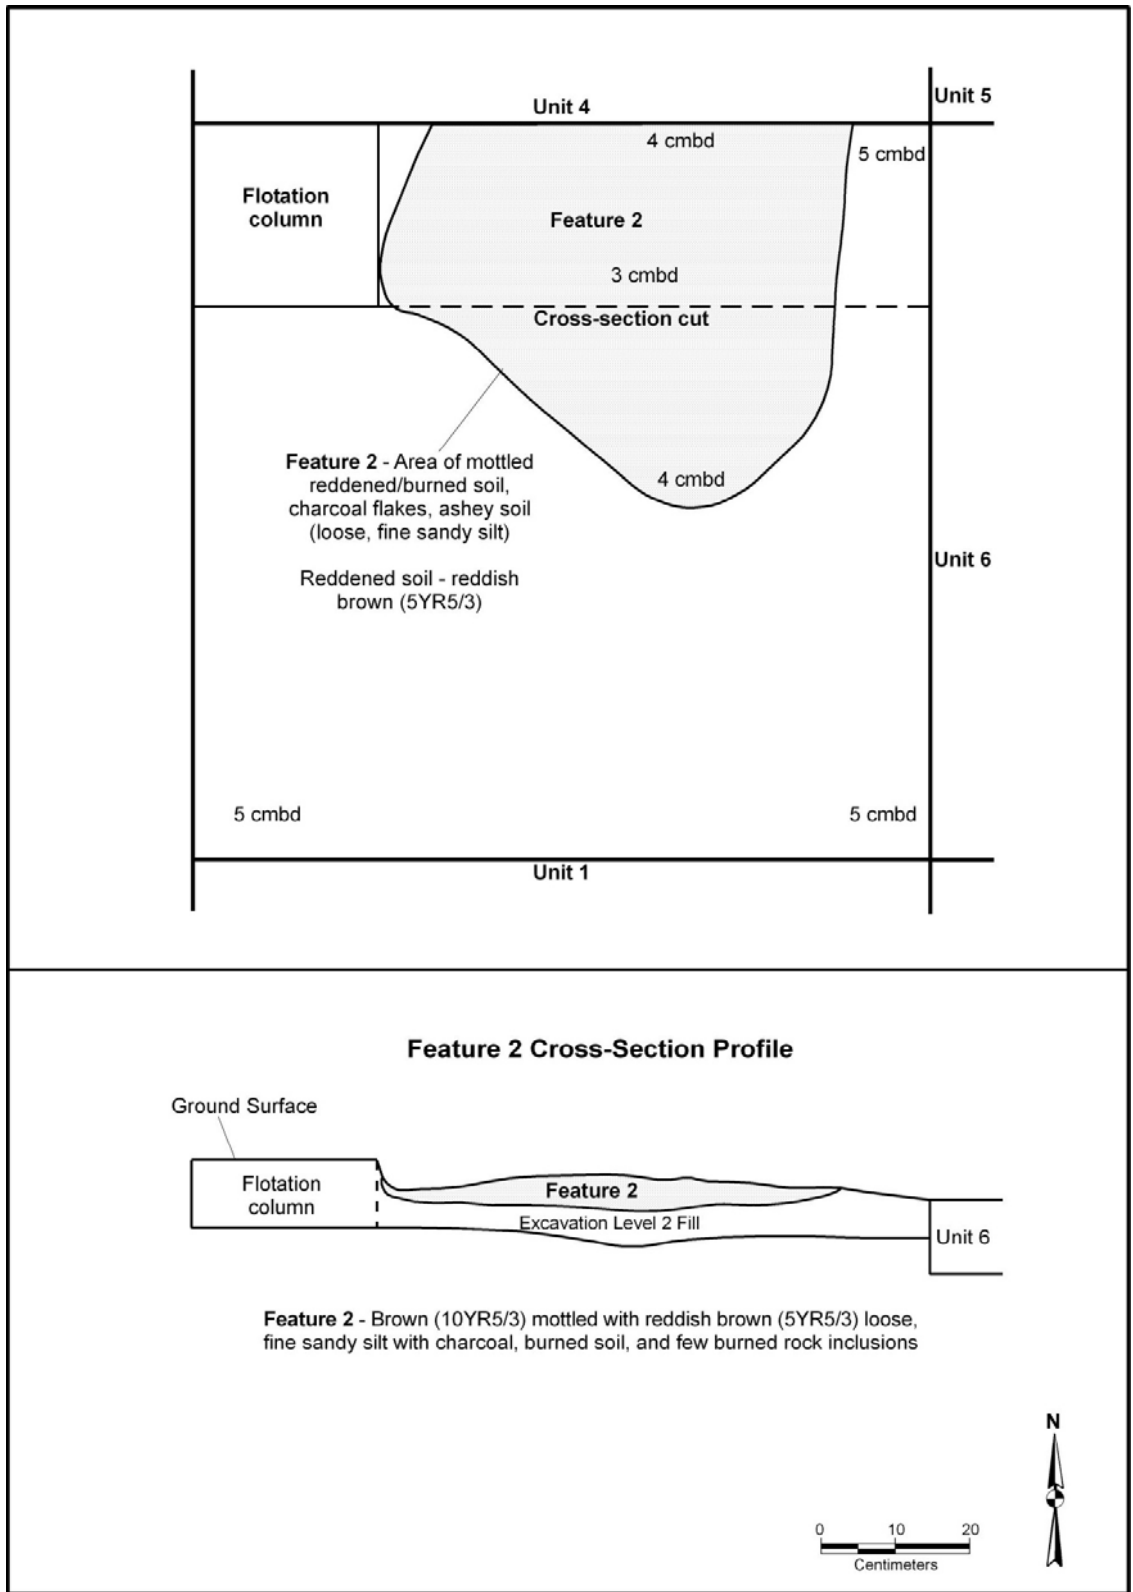 Unit 4
Unit 5
4 cmbd
5 cmbd
Flotation
column
Feature 2
3 cmbd
Cross-section cut
Feature 2 - Area of mottled
reddened/burned soil,
charcoal flakes, ashey soil
(loose, fine sandy silt)
4 cmbd
Reddened soil - reddish
brown (5YR5/3)
Unit 6
5 cmbd
5 cmbd
Unit 1
Feature 2 Cross-Section Profile
Ground Surface
Flotation
column
Feature 2
Excavation Level 2 Fill
Unit 6
Feature 2 - Brown (10YR5/3) mottled with reddish brown (5YR5/3) loose,
fine sandy silt with charcoal, burned soil, and few burned rock inclusions
N
0 10 20
Centimeters